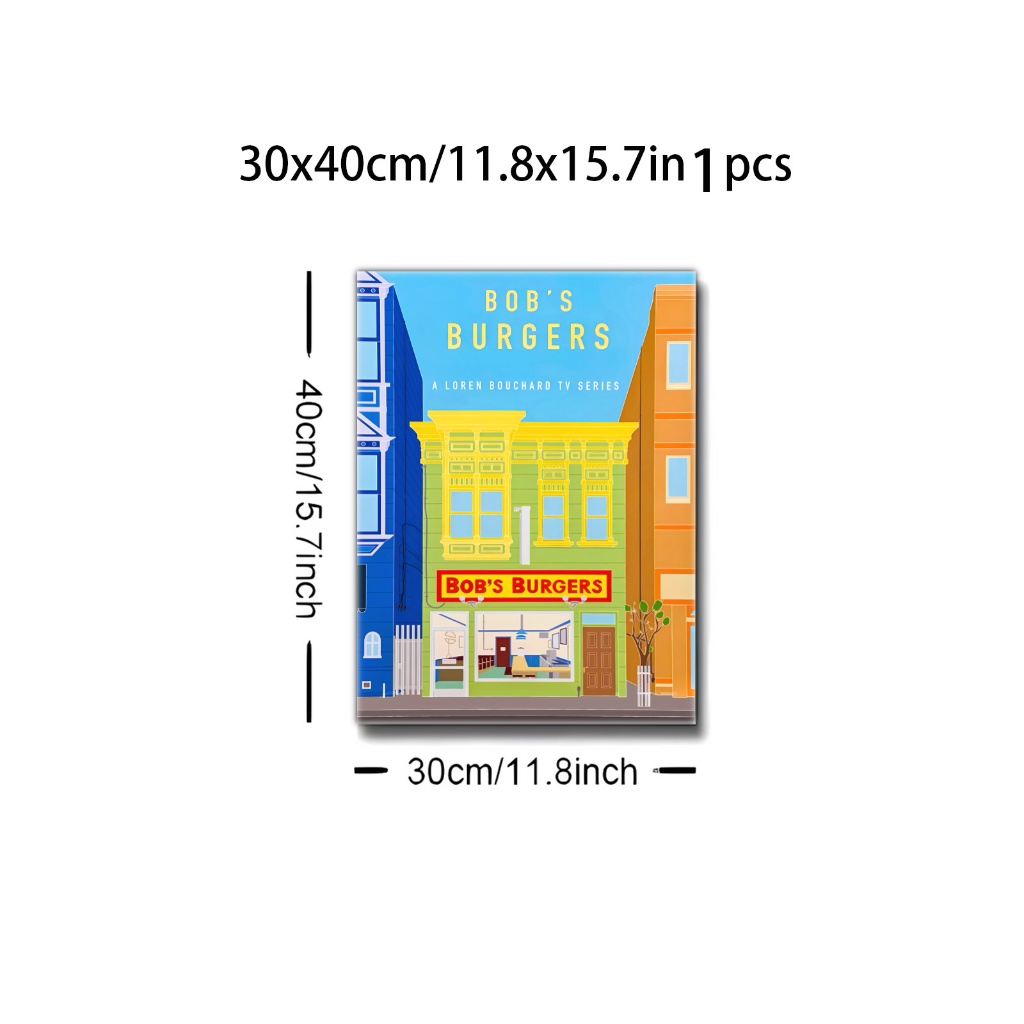 30x40cm/11.8x15.7in 1 pcs
BOB'S
BURGERS
A LOREN BOUCHARD TV SERIES
1
BOB'S BURGERS
40cm/15.7inch
30cm/11.8inch